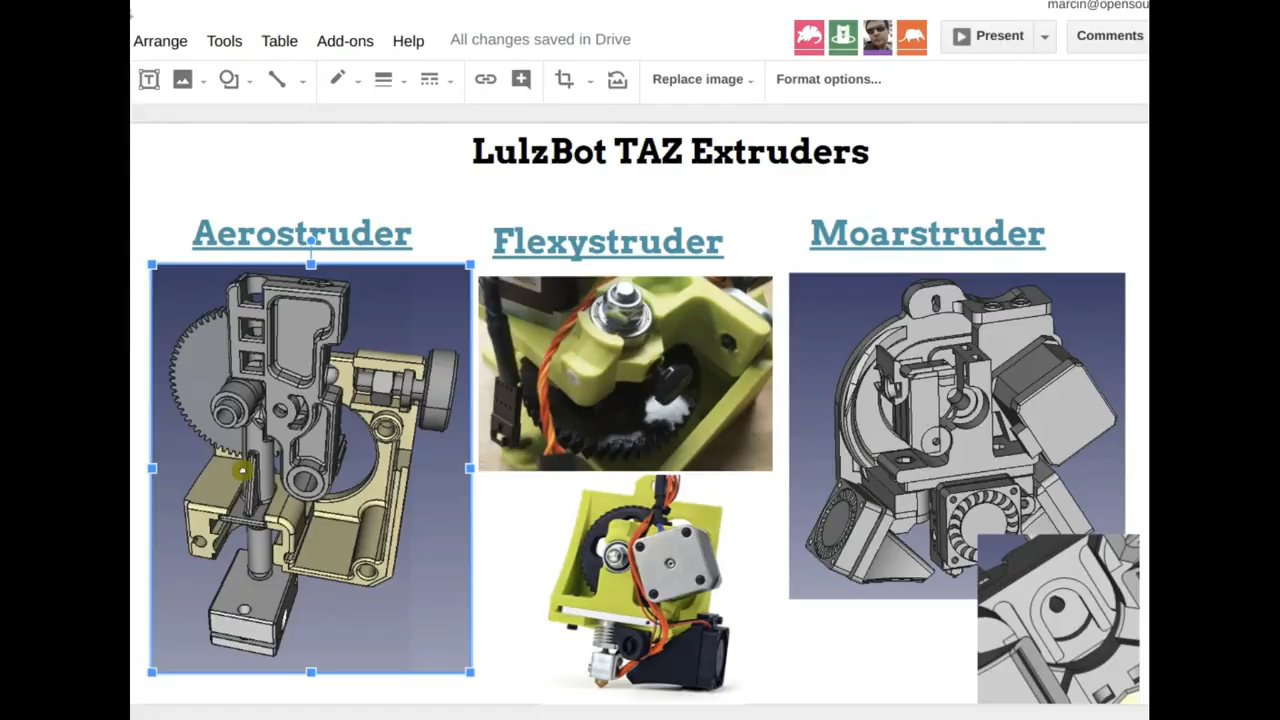 marcin@opensou
Arrange Tools Table Add-ons Help All changes saved in Drive
Present Comments
Replace image Format options...
LulzBot TAZ Extruders
Aerostruder Flexystruder Moarstruder